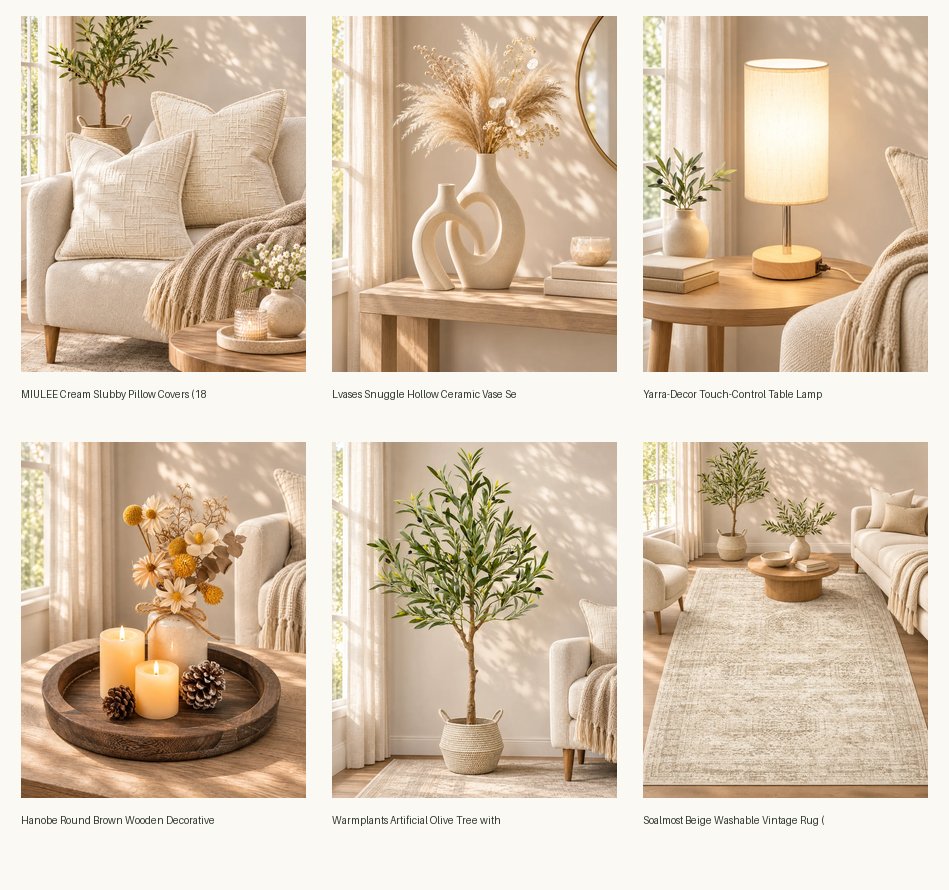 MIULEE Cream Slubby Pillow Covers (18
Lvases Snuggle Hollow Ceramic Vase Se
Yarra-Decor Touch-Control Table Lamp
Hanobe Round Brown Wooden Decorative
Warmplants Artificial Olive Tree with
Soalmost Beige Washable Vintage Rug (